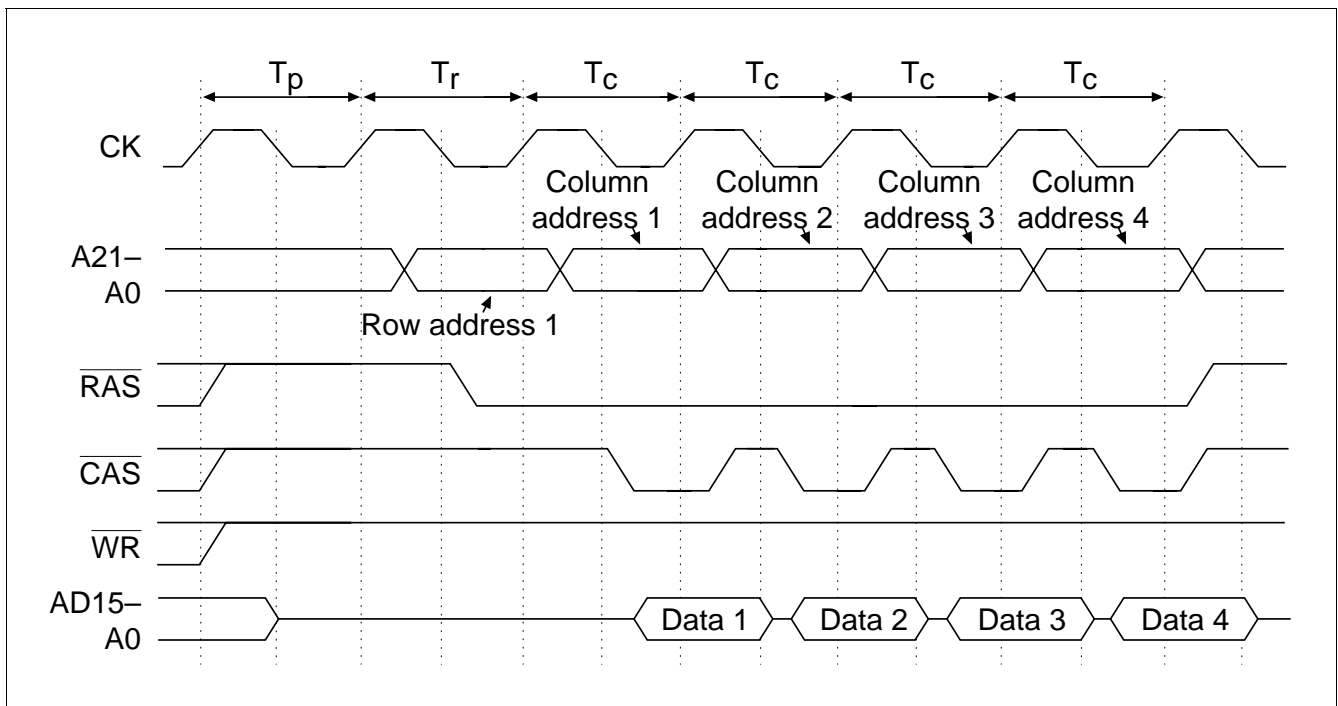 Tp Tr Tc Tc Tc Tc
CK
Column address 1
Column address 2
Column address 3
Column address 4
A21–
A0
Row address 1
RAS
CAS
WR
AD15–
A0
Data 1 Data 2 Data 3 Data 4